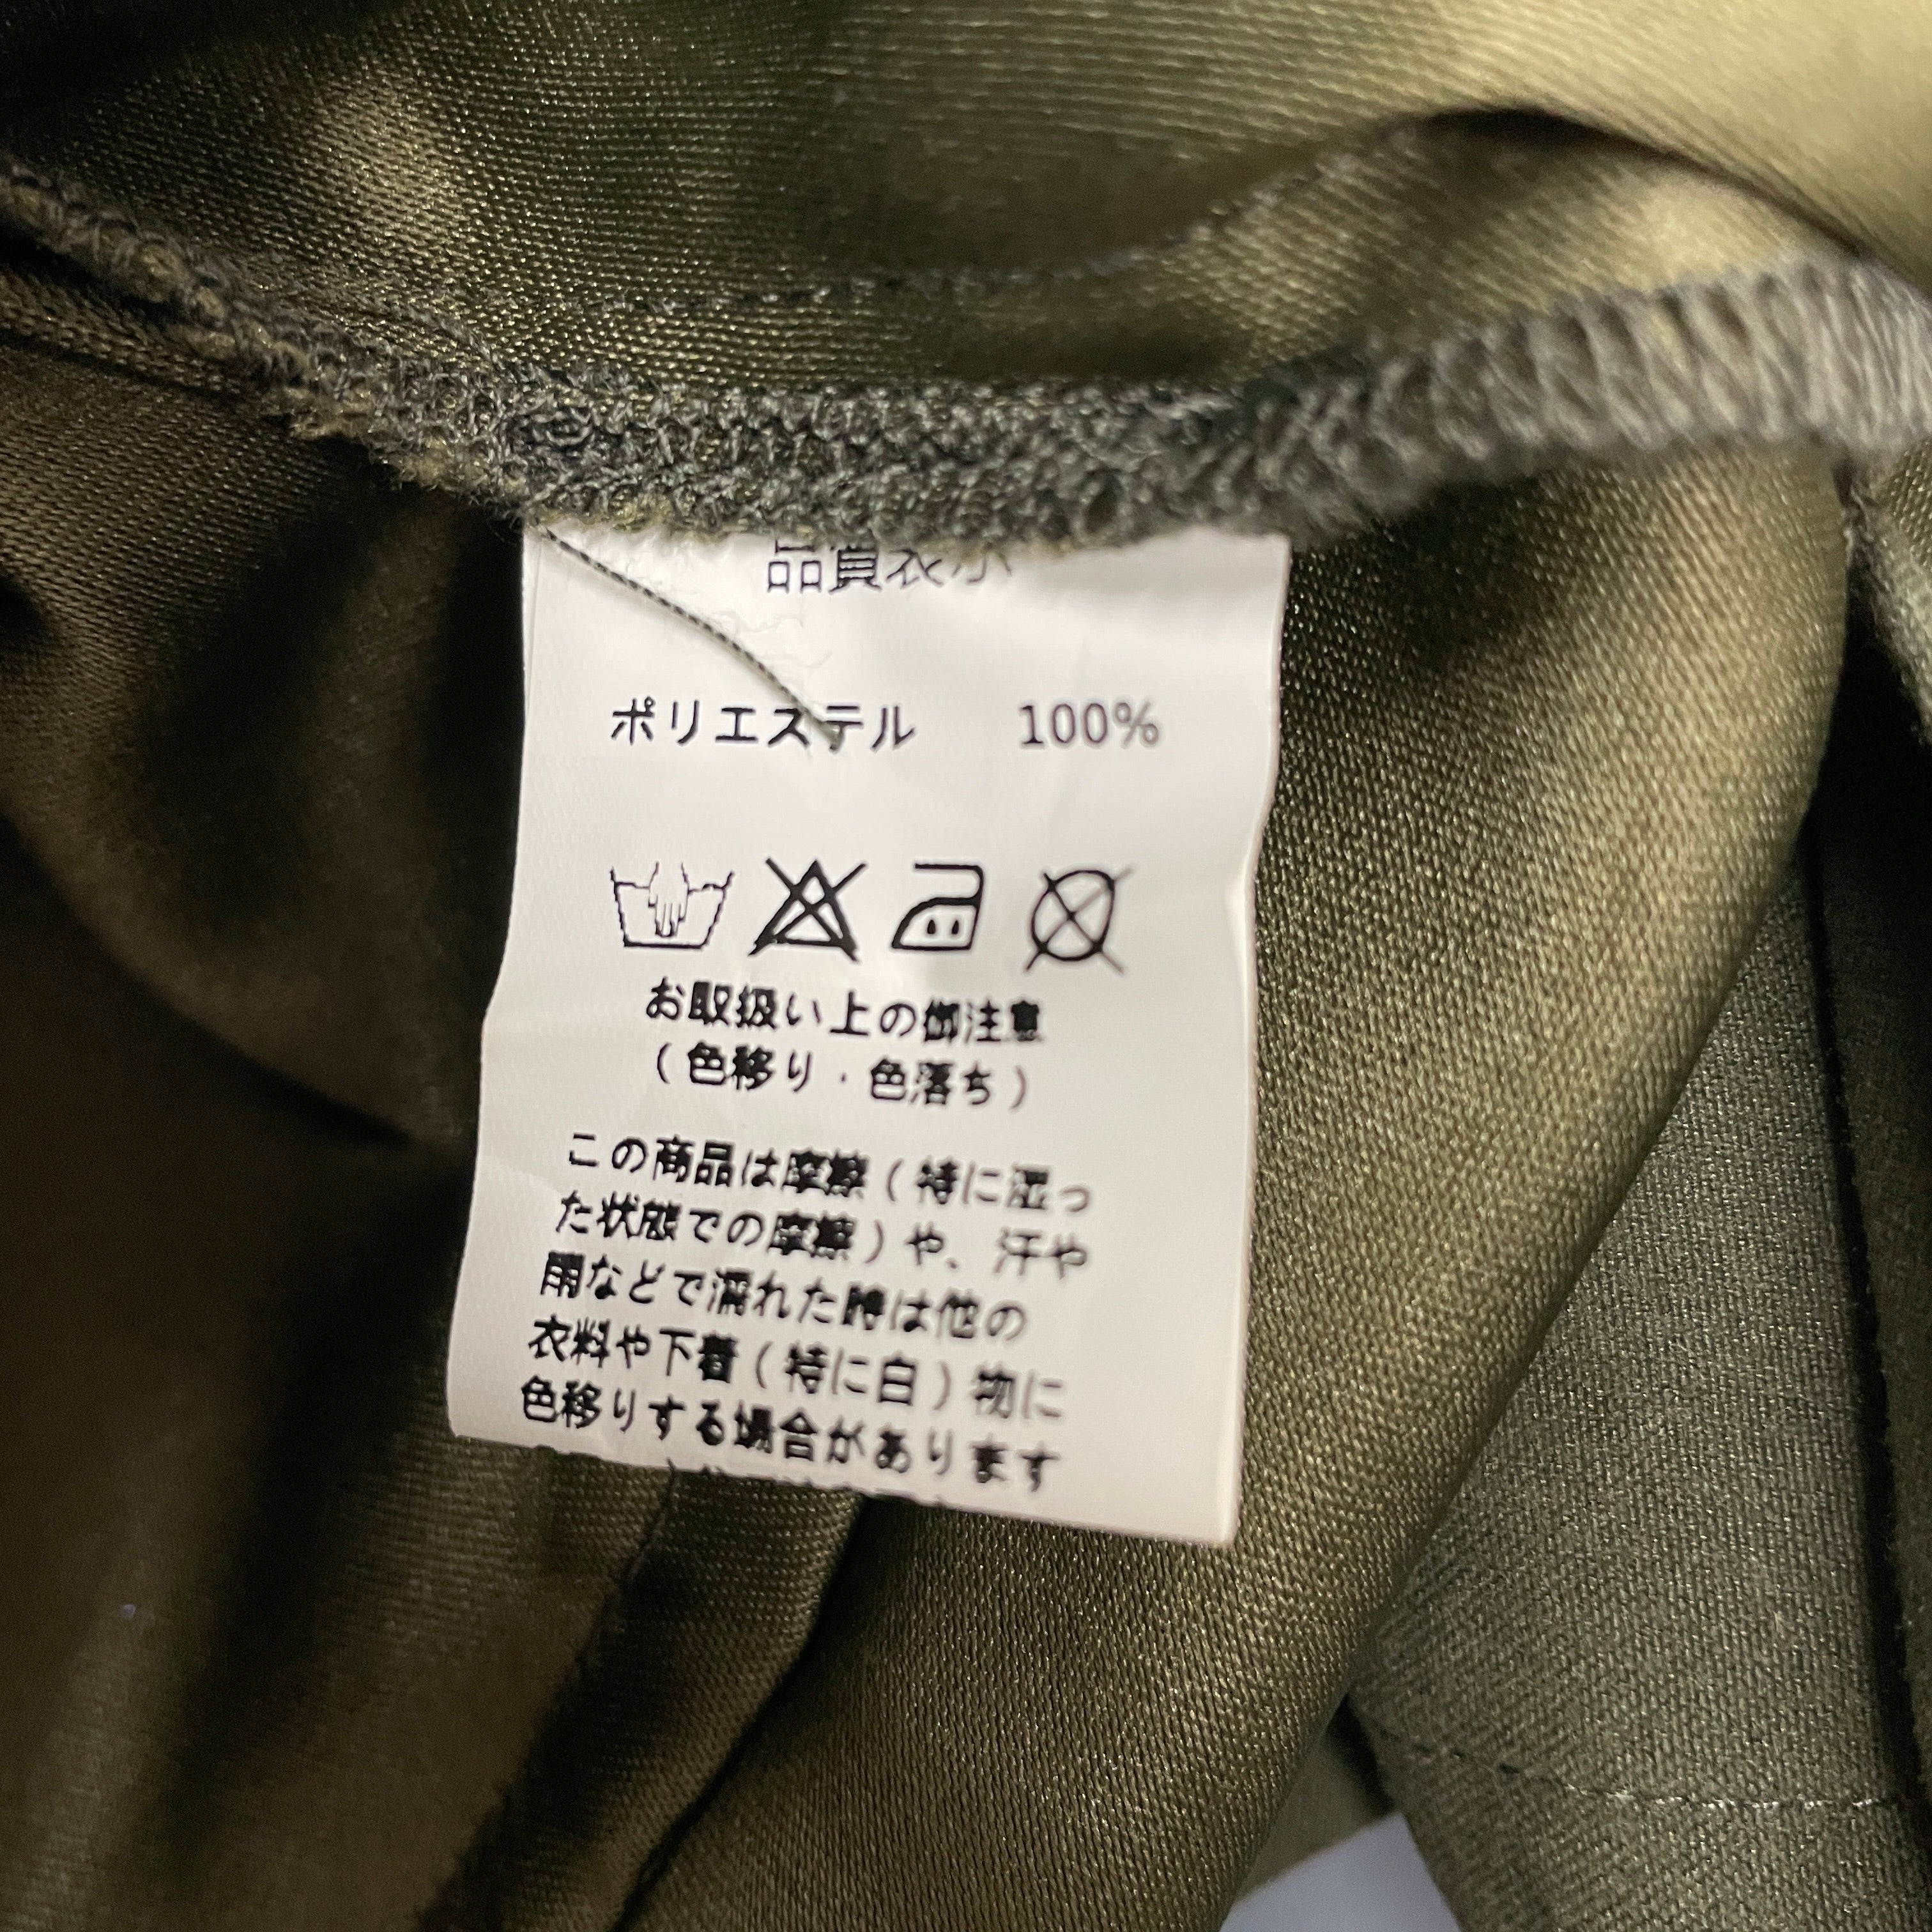 品質表示
ポリエステル 100%
お取扱い上の御注意
(色移り・色落ち)
この商品は摩擦(特に湿っ
た状態での摩擦)や、汗や
雨などで濡れた時は他の
衣料や下着(特に白)物に
色移りする場合があります